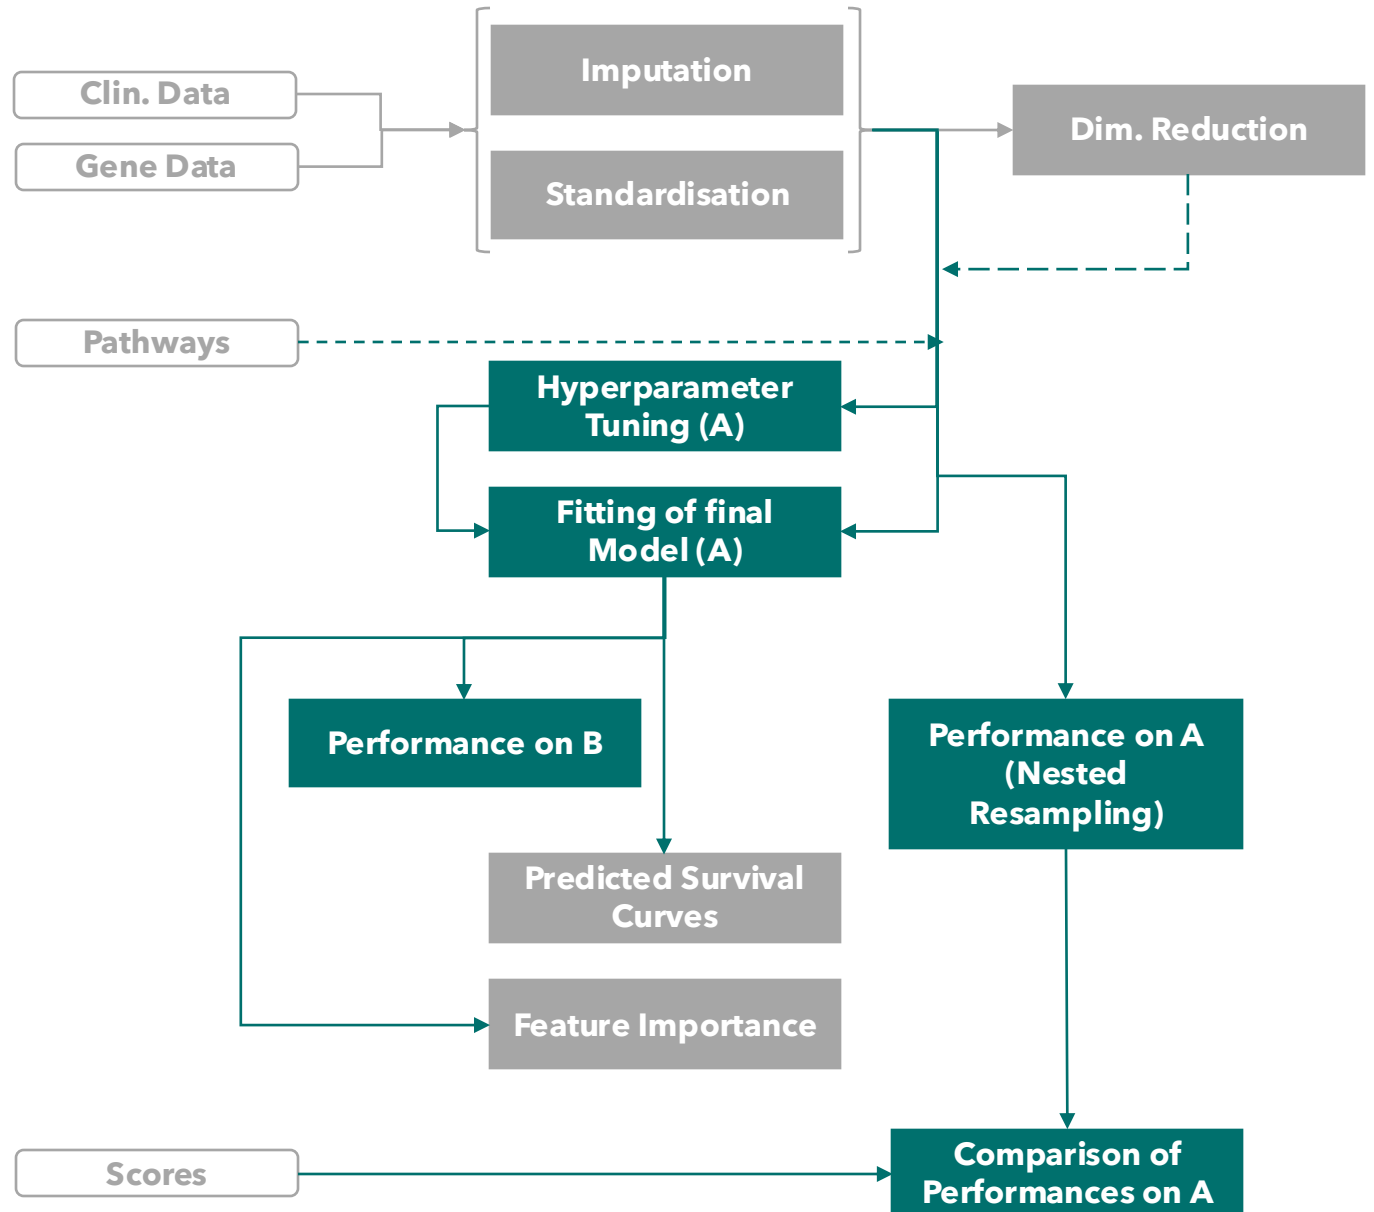 Imputation
Clin. Data
Dim. Reduction
Gene Data
Standardisation
Pathways
Hyperparameter
Tuning (A)
Fitting of final
Model (A)
Performance on B
Performance on A
(Nested
Resampling)
Predicted Survival
Curves
Feature Importance
Scores
Comparison of
Performances on A